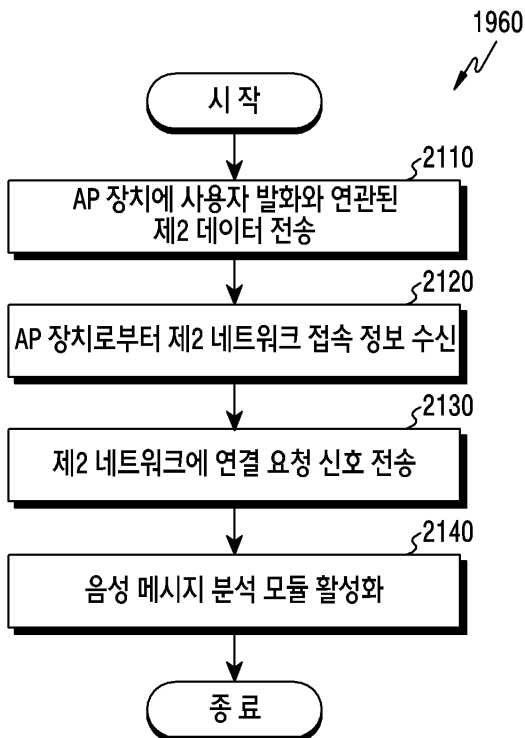 1960
시 작
2110
AP 장치에 사용자 발화와 연관된
제2 데이터 전송
2120
AP 장치로부터 제2 네트워크 접속 정보 수신
2130
제2 네트워크에 연결 요청 신호 전송
2140
음성 메시지 분석 모듈 활성화
종 료